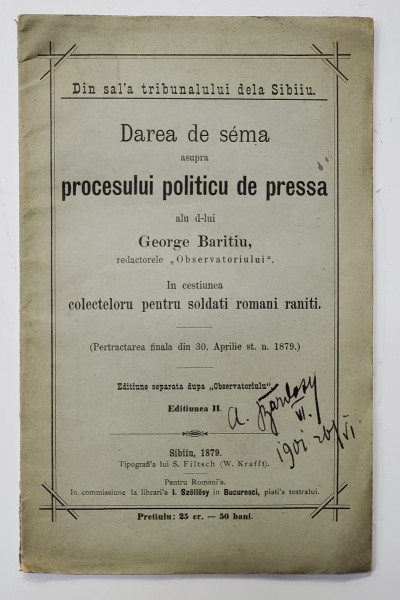 Din sal'a tribunalului dela Sibiiu.
Darea de séma
asupra
procesului politicu de pressa
alu d-lui
George Baritiu,
redactorele „Observatoriului".
In cestiunea
colecteloru pentru soldati romani raniti.
(Pertractarea finala din 30. Aprilie st. n. 1879.)
Editiune separata dupa „Observatoriulu"
Editiunea II.
A.
VI.
1901
Sibiiu, 1879.
Tipografi'a lui S. Filtsch (W. Krafft).
Pentru Romani'a.
In commissione la librari'a I. Szöllösy in Bucuresci, piati'a teatrului.
Pretiulu: 25 cr. — 50 bani.